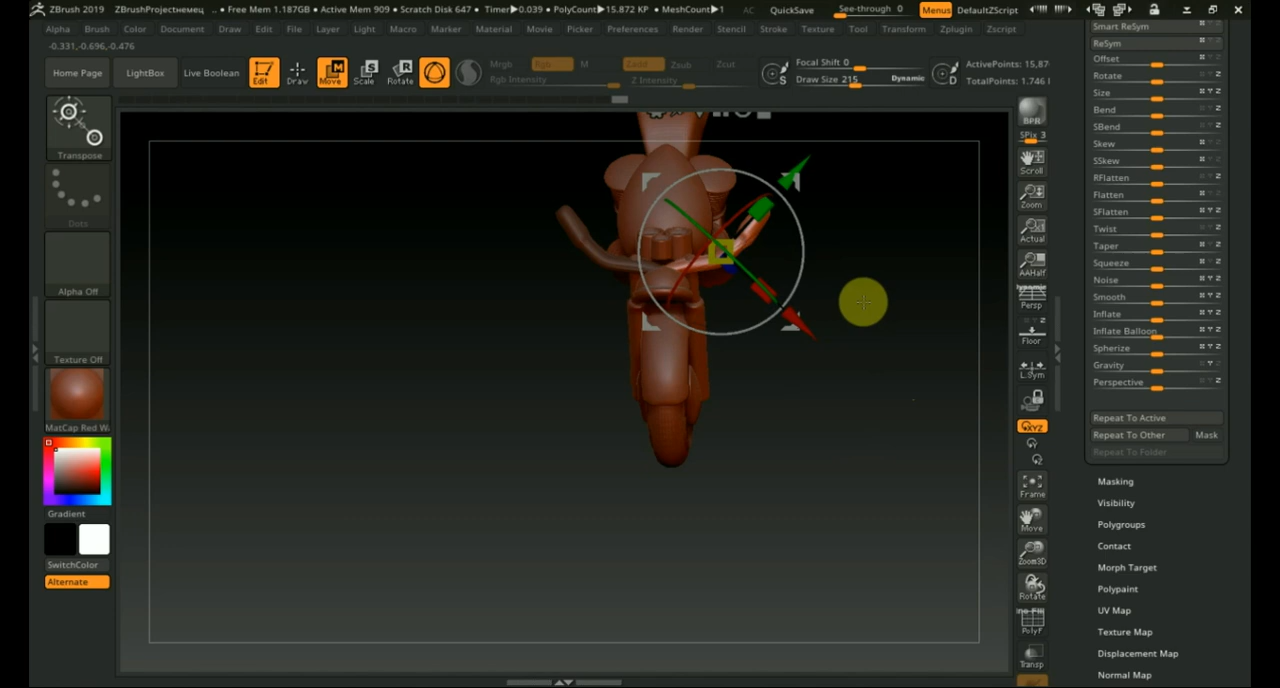 ZBrush 2019 ZBrushProjectнемец .. • Free Mem 1.187GB • Active Mem 909 • Scratch Disk 647 • Timer▶0.039 • PolyCount▶15.872 KP • MeshCount▶1 AC QuickSave See-through 0 Menus DefaultZScript
Alpha Brush Color Document Draw Edit File Layer Light Macro Marker Material Movie Picker Preferences Render Stencil Stroke Texture Tool Transform Zplugin Zscript
-0.331,-0.696,-0.476
Home Page LightBox Live Boolean Edit Draw Move Scale Rotate
Mrgb Rgb M Zadd Zsub Zcut
Rgb Intensity Z Intensity
Focal Shift 0
Draw Size 215 Dynamic
ActivePoints: 15,87
TotalPoints: 1.746
Transpose
Dots
Alpha Off
Texture Off
MatCap Red W
Gradient
SwitchColor
Alternate
BPR
SPix 3
Scroll
Zoom
Actual
AAHalf
Dynamic
Persp
Floor
L.Sym
XYZ
Frame
Move
Zoom3D
Rotate
PolyF
Transp
Smart ReSym
ReSym
Offset
Rotate
Size
Bend
SBend
Skew
SSkew
RFlatten
Flatten
SFlatten
Twist
Taper
Squeeze
Noise
Smooth
Inflate
Inflate Balloon
Spherize
Gravity
Perspective
Repeat To Active
Repeat To Other Mask
Repeat To Folder
Masking
Visibility
Polygroups
Contact
Morph Target
Polypaint
UV Map
Texture Map
Displacement Map
Normal Map